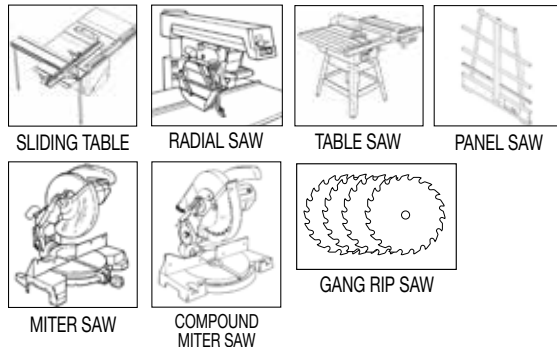 SLIDING TABLE
RADIAL SAW
TABLE SAW
PANEL SAW
MITER SAW
COMPOUND
MITER SAW
GANG RIP SAW